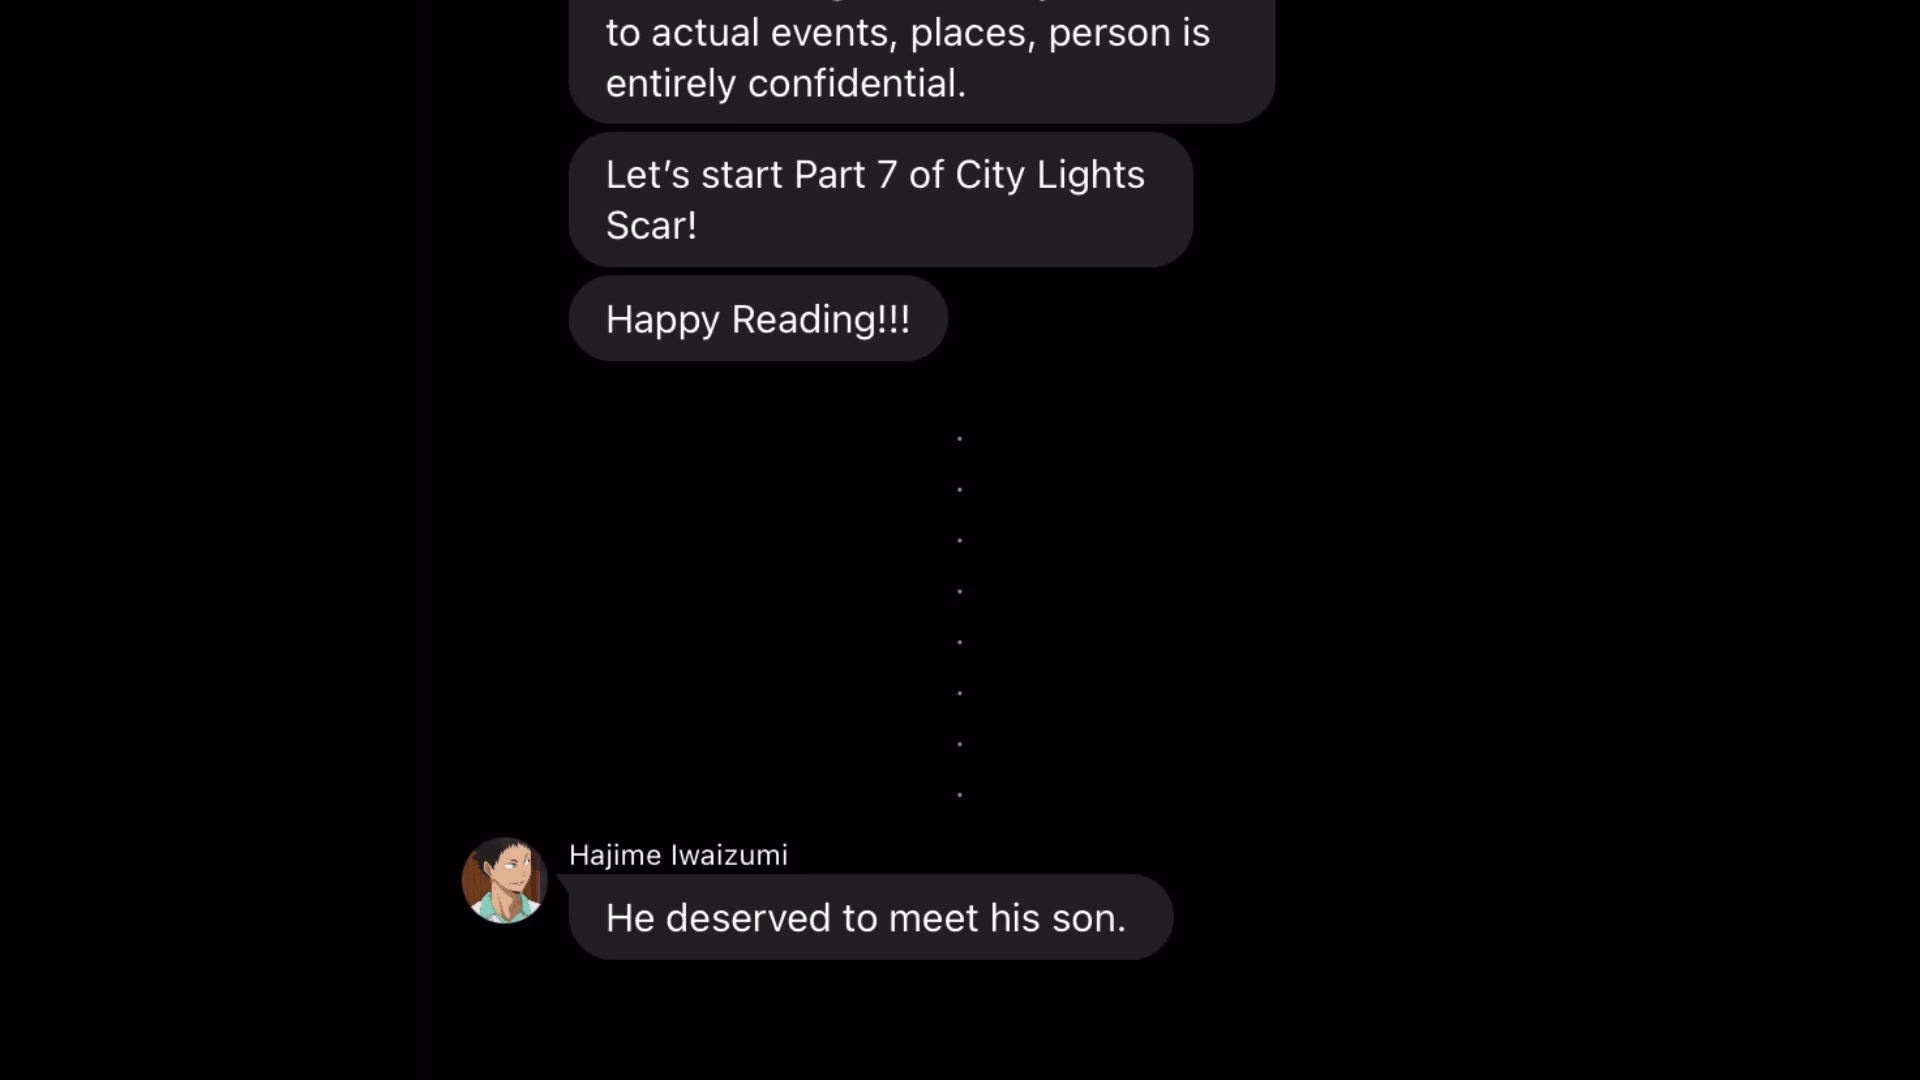 to actual events, places, person is
entirely confidential.
Let’s start Part 7 of City Lights
Scar!
Happy Reading!!!
.
.
.
.
.
.
.
.
Hajime Iwaizumi
He deserved to meet his son.